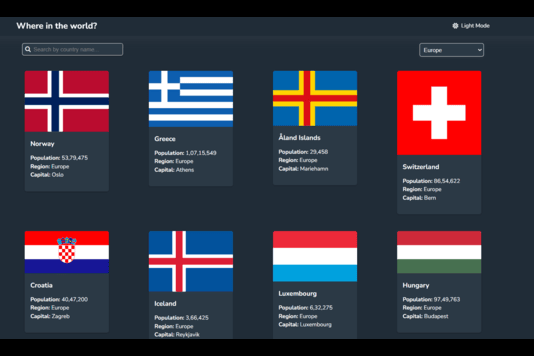 Where in the world?
Light Mode
Search by country name...
Europe
Norway
Population: 53,79,475
Region: Europe
Capital: Oslo
Greece
Population: 1,07,15,549
Region: Europe
Capital: Athens
Åland Islands
Population: 29,458
Region: Europe
Capital: Mariehamn
Switzerland
Population: 86,54,622
Region: Europe
Capital: Bern
Croatia
Population: 40,47,200
Region: Europe
Capital: Zagreb
Iceland
Population: 3,66,425
Region: Europe
Capital: Reykjavik
Luxembourg
Population: 6,32,275
Region: Europe
Capital: Luxembourg
Hungary
Population: 97,49,763
Region: Europe
Capital: Budapest